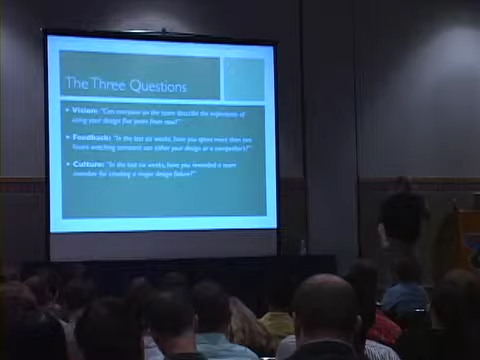 The Three Questions
• Vision: "Can everyone on the team describe the experience of
using your design five years from now?"
• Feedback: "In the last six weeks, have you spent more than two
hours watching someone use either your design or a competitor's?"
• Culture: "In the last six weeks, have you rewarded a team
member for creating a major design failure?"